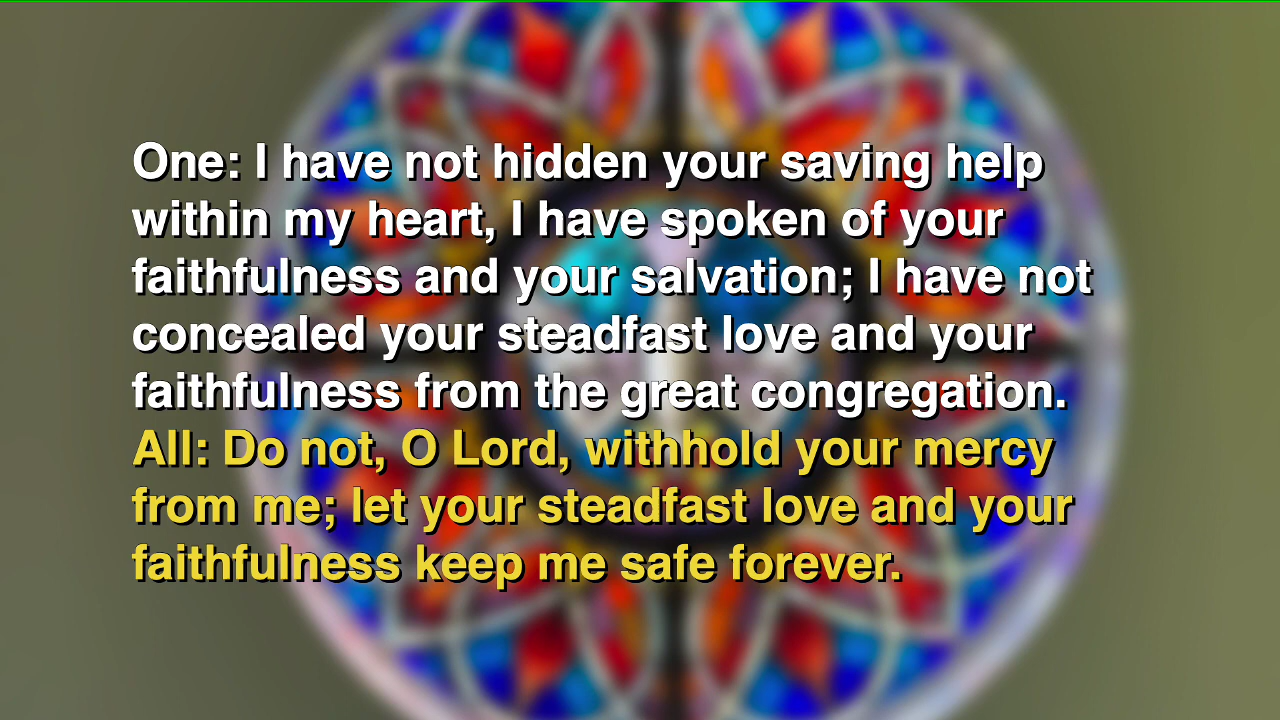 One: I have not hidden your saving help
within my heart, I have spoken of your
faithfulness and your salvation; I have not
concealed your steadfast love and your
faithfulness from the great congregation.
All: Do not, O Lord, withhold your mercy
from me; let your steadfast love and your
faithfulness keep me safe forever.